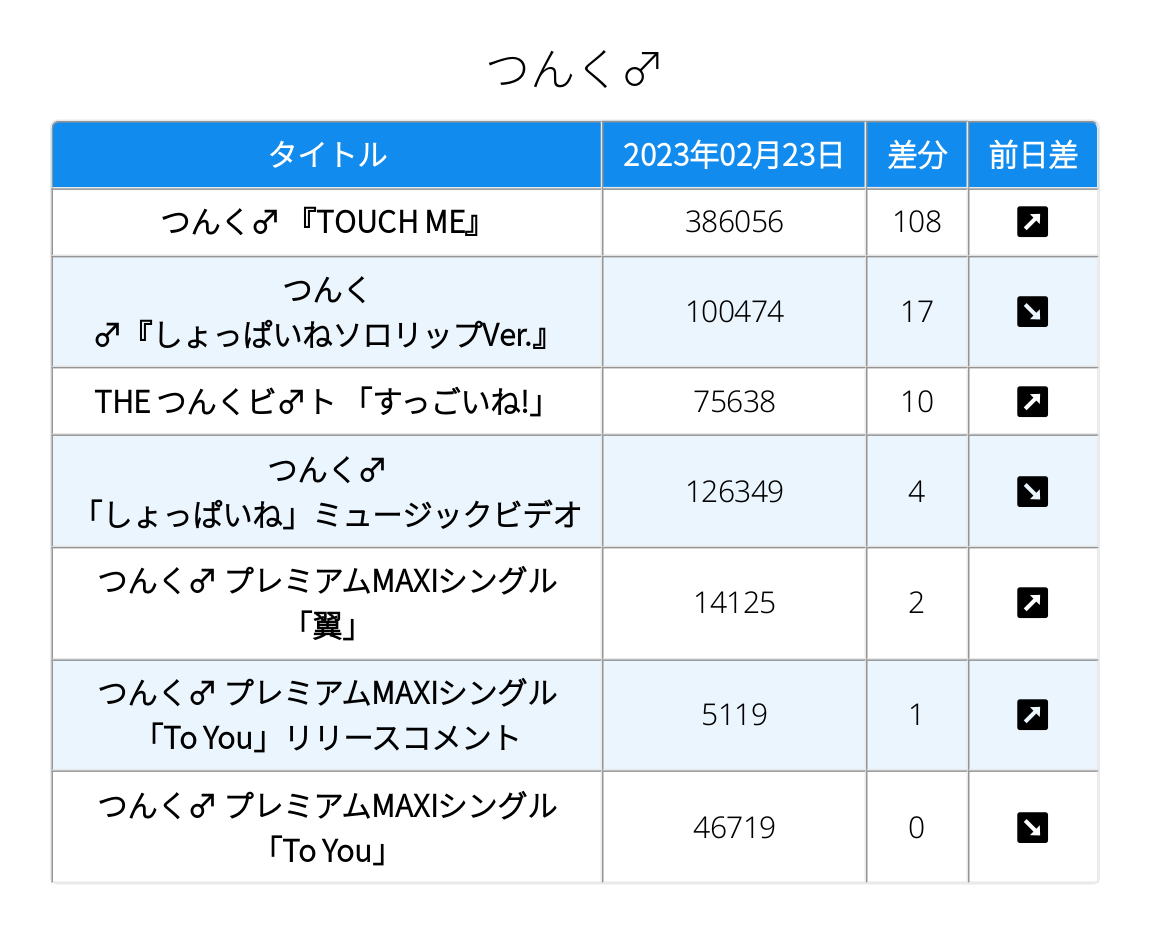 つんく♂
タイトル 2023年02月23日 差分 前日差
つんく♂ 『TOUCH ME』 386056 108 ↗
つんく
♂『しょっぱいねソロリップVer.』 100474 17 ↘
THE つんくビ♂ト 「すっごいね!」 75638 10 ↗
つんく♂
「しょっぱいね」ミュージックビデオ 126349 4 ↘
つんく♂ プレミアムMAXIシングル
「翼」 14125 2 ↗
つんく♂ プレミアムMAXIシングル
「To You」リリースコメント 5119 1 ↗
つんく♂ プレミアムMAXIシングル
「To You」 46719 0 ↘